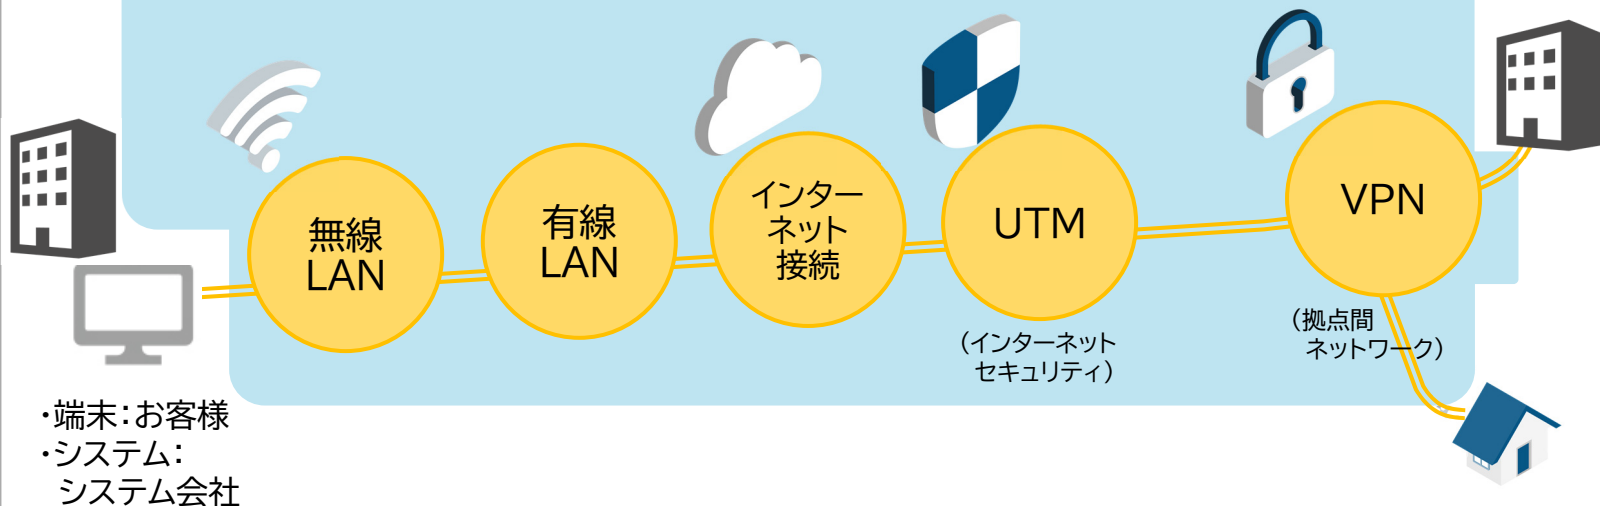 無線
LAN
有線
LAN
インター
ネット
接続
UTM
(インターネット
セキュリティ)
VPN
(拠点間
ネットワーク)
・端末:お客様
・システム:
システム会社